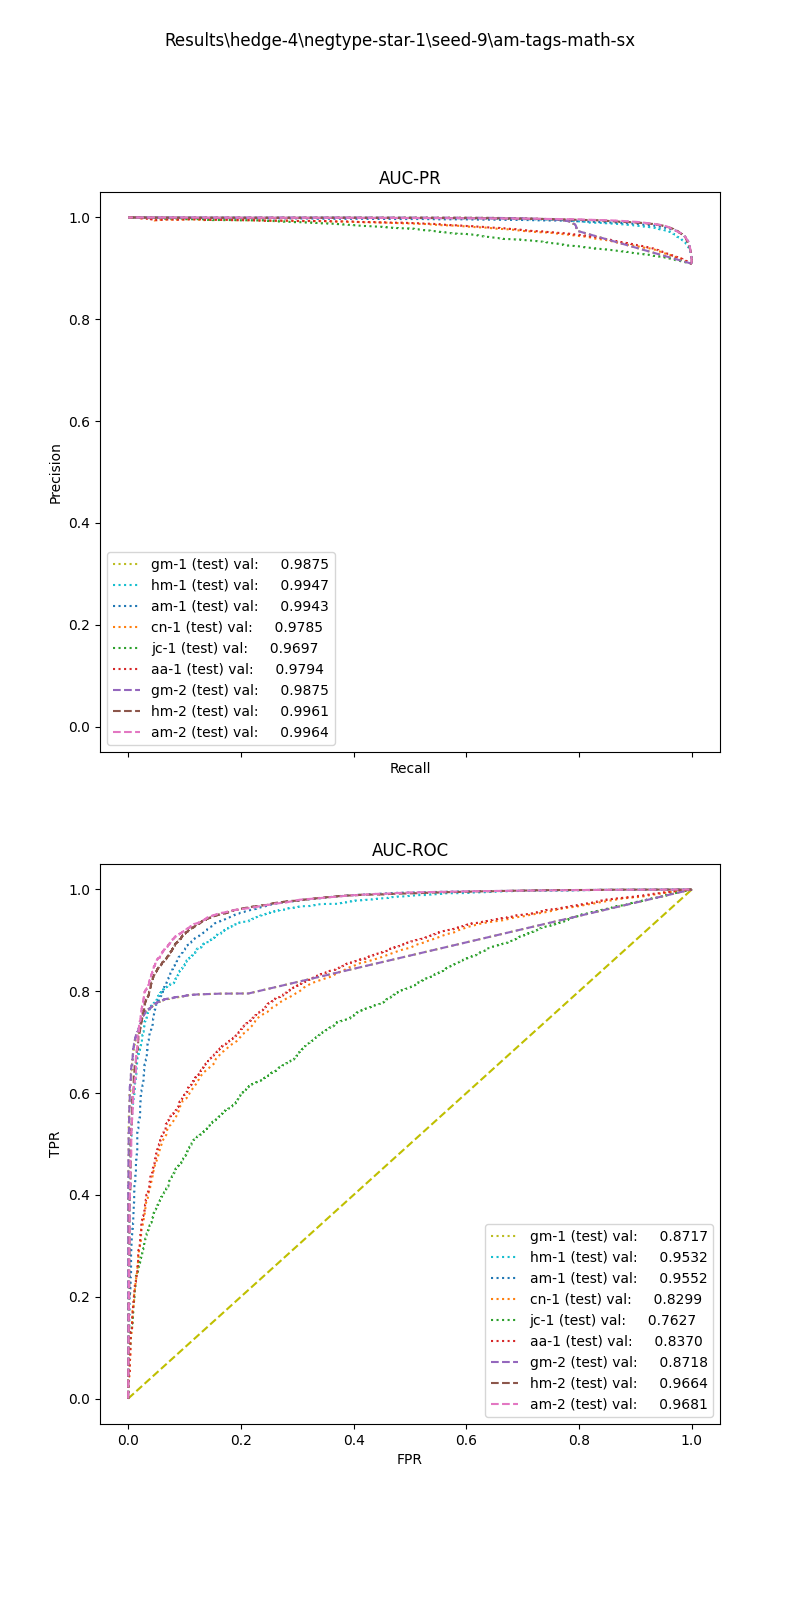 Results\hedge-4\negtype-star-1\seed-9\am-tags-math-sx
AUC-PR
1.0
0.8
0.6
0.4
0.2
0.0
Precision
gm-1 (test) val: 0.9875
hm-1 (test) val: 0.9947
am-1 (test) val: 0.9943
cn-1 (test) val: 0.9785
jc-1 (test) val: 0.9697
aa-1 (test) val: 0.9794
gm-2 (test) val: 0.9875
hm-2 (test) val: 0.9961
am-2 (test) val: 0.9964
Recall
AUC-ROC
1.0
0.8
0.6
0.4
0.2
0.0
TPR
gm-1 (test) val: 0.8717
hm-1 (test) val: 0.9532
am-1 (test) val: 0.9552
cn-1 (test) val: 0.8299
jc-1 (test) val: 0.7627
aa-1 (test) val: 0.8370
gm-2 (test) val: 0.8718
hm-2 (test) val: 0.9664
am-2 (test) val: 0.9681
0.0 0.2 0.4 0.6 0.8 1.0
FPR